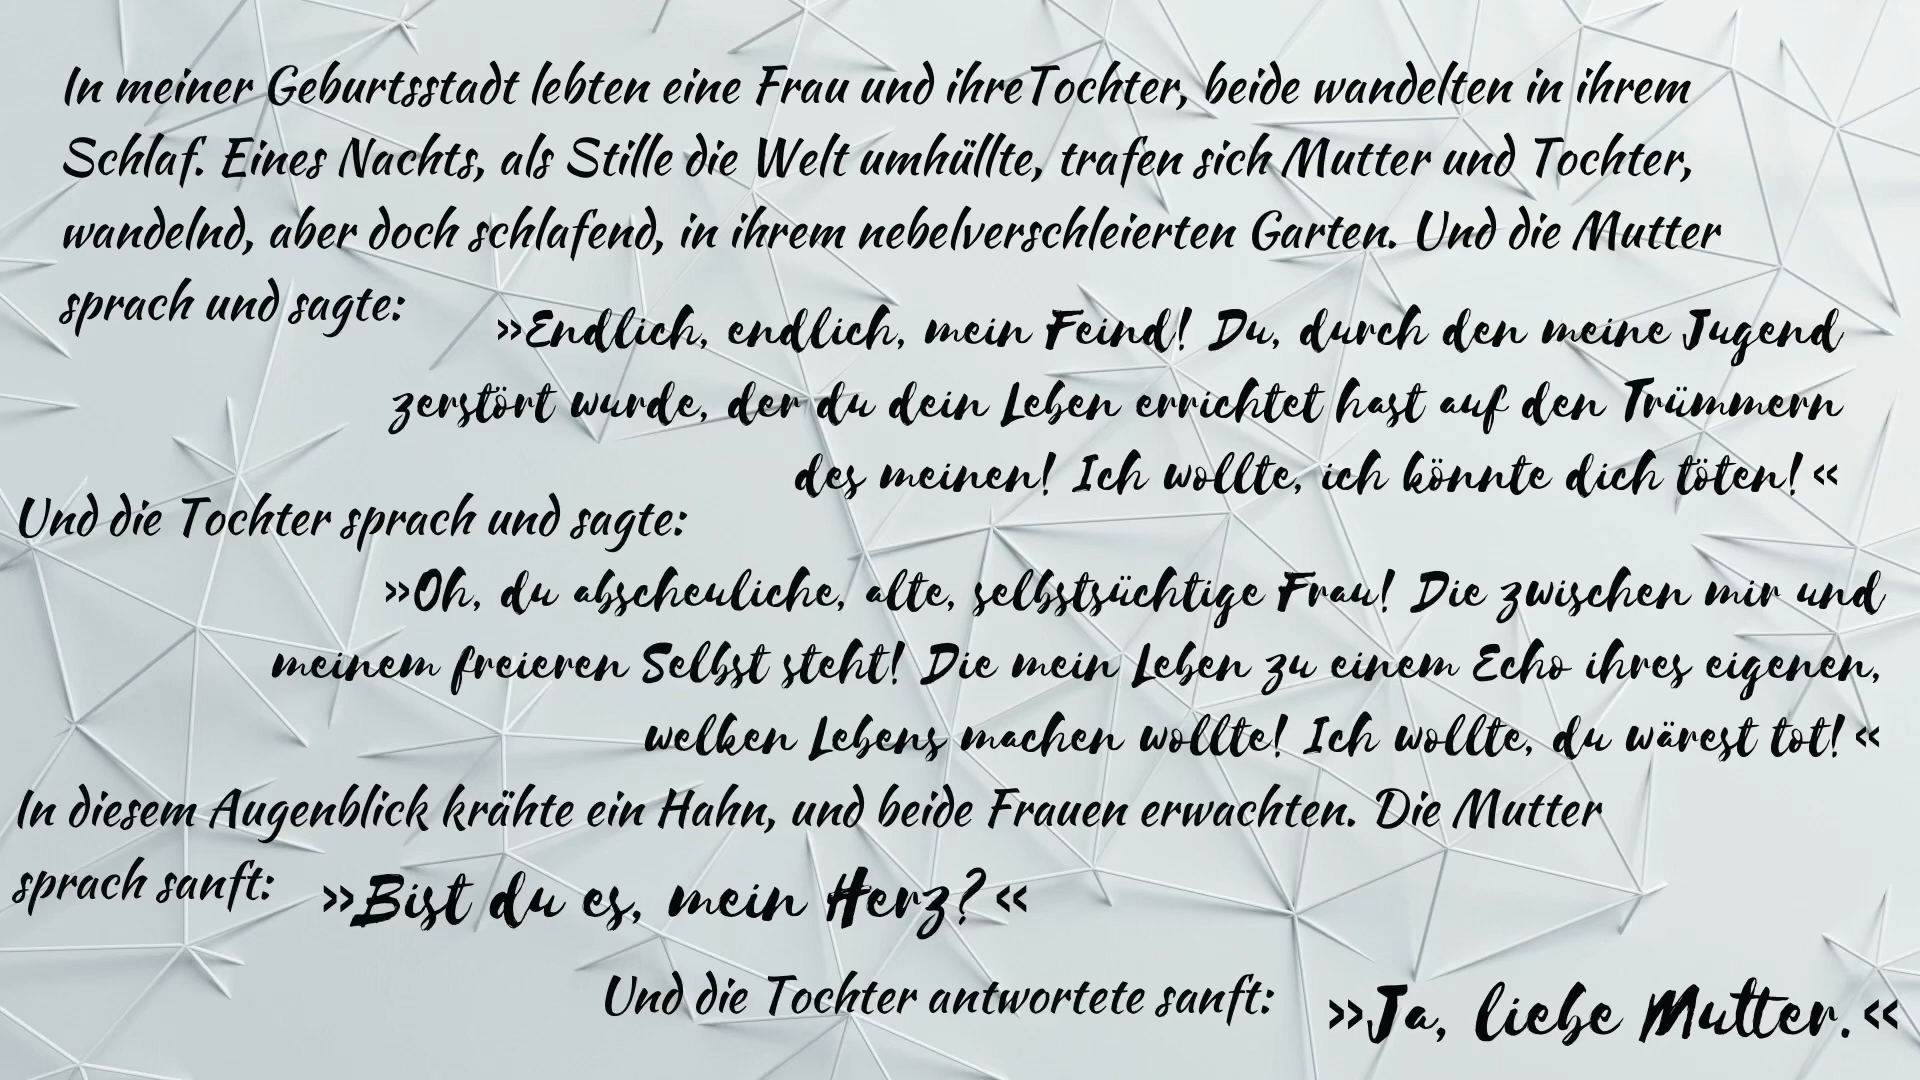 In meiner Geburtsstadt lebten eine Frau und ihreTochter, beide wandelten in ihrem
Schlaf. Eines Nachts, als Stille die Welt umhüllte, trafen sich Mutter und Tochter,
wandelnd, aber doch schlafend, in ihrem nebelverschleierten Garten. Und die Mutter
sprach und sagte:
»Endlich, endlich, mein Feind! Du, durch den meine Jugend
zerstört wurde, der du dein Leben errichtet hast auf den Trümmern
des meinen! Ich wollte, ich könnte dich töten! «
Und die Tochter sprach und sagte:
»Oh, du abscheuliche, alte, selbstsüchtige Frau! Die zwischen mir und
meinem freieren Selbst steht! Die mein Leben zu einem Echo ihres eigenen,
welken Lebens machen wollte! Ich wollte, du wärest tot! «
In diesem Augenblick krähte ein Hahn, und beide Frauen erwachten. Die Mutter
sprach sanft: »Bist du es, mein Herz? «
Und die Tochter antwortete sanft: »Ja, liebe Mutter. «